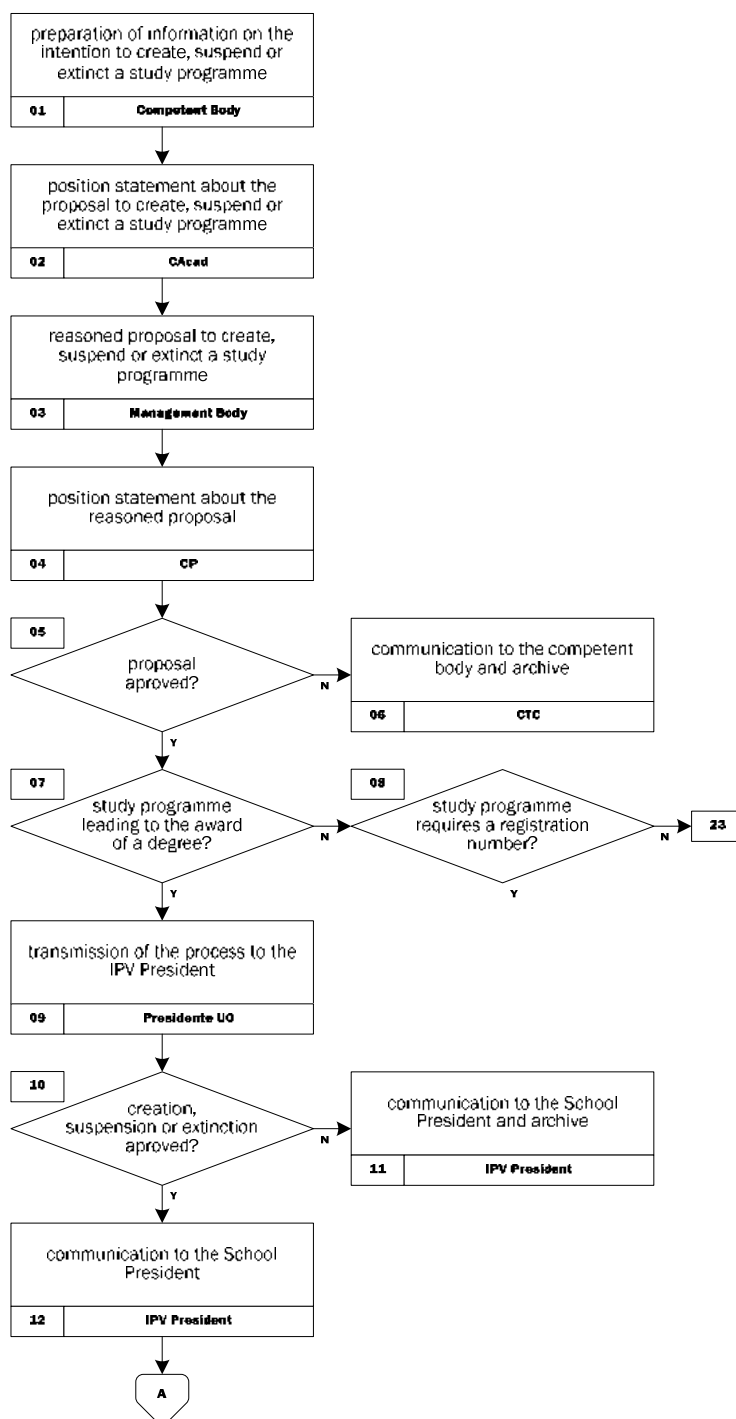 preparation of information on the
intention to create, suspend or
extinct a study programme
01 Competent Body
position statement about the
proposal to create, suspend or
extinct a study programme
02 CAcad
reasoned proposal to create,
suspend or extinct a study
programme
03 Management Body
position statement about the
reasoned proposal
04 CP
05
proposal
aproved?
N
Y
communication to the competent
body and archive
06 CTC
07
study programme
leading to the award
of a degree?
N
Y
08
study programme
requires a registration
number?
N
Y
23
transmission of the process to the
IPV President
09 Presidente UO
10
creation,
suspension or extinction
aproved?
N
Y
communication to the School
President and archive
11 IPV President
communication to the School
President
12 IPV President
A